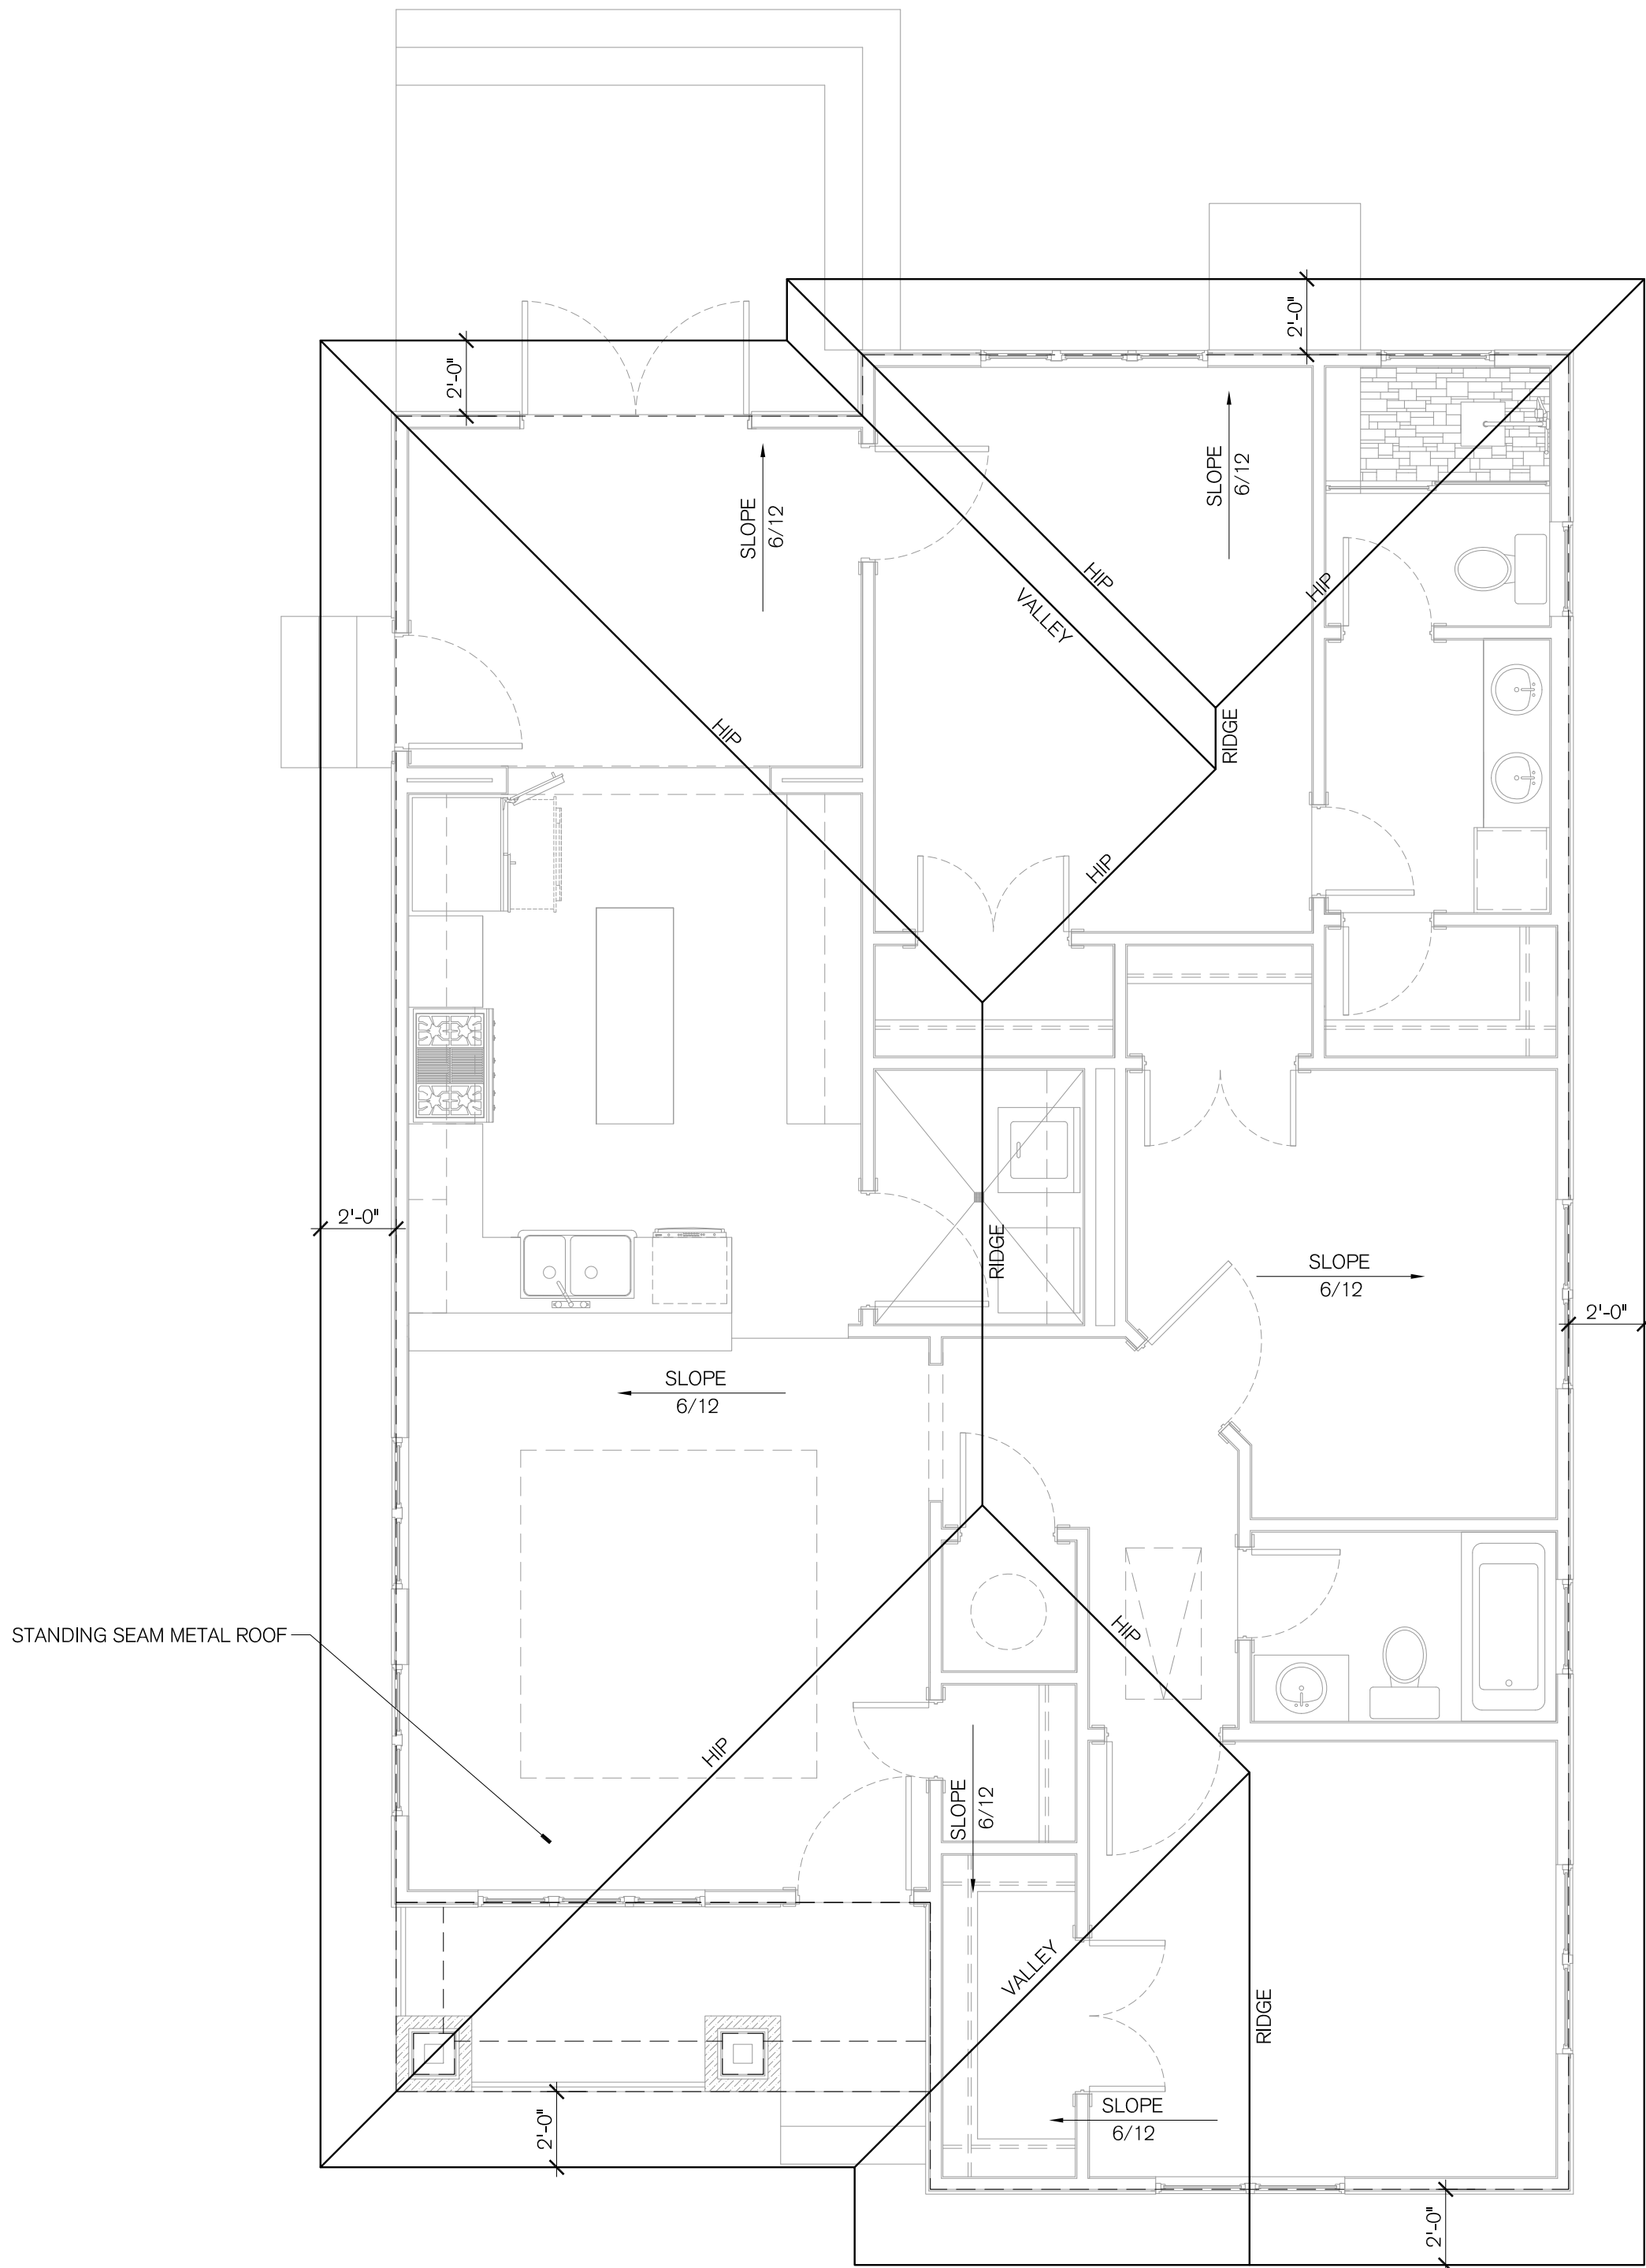 2'-0"
2'-0"
SLOPE
6/12
SLOPE
6/12
HIP
VALLEY
HIP
HIP
RIDGE
HIP
2'-0"
RIDGE
SLOPE
6/12
2'-0"
SLOPE
6/12
STANDING SEAM METAL ROOF
HIP
HIP
SLOPE
6/12
VALLEY
RIDGE
2'-0"
SLOPE
6/12
2'-0"